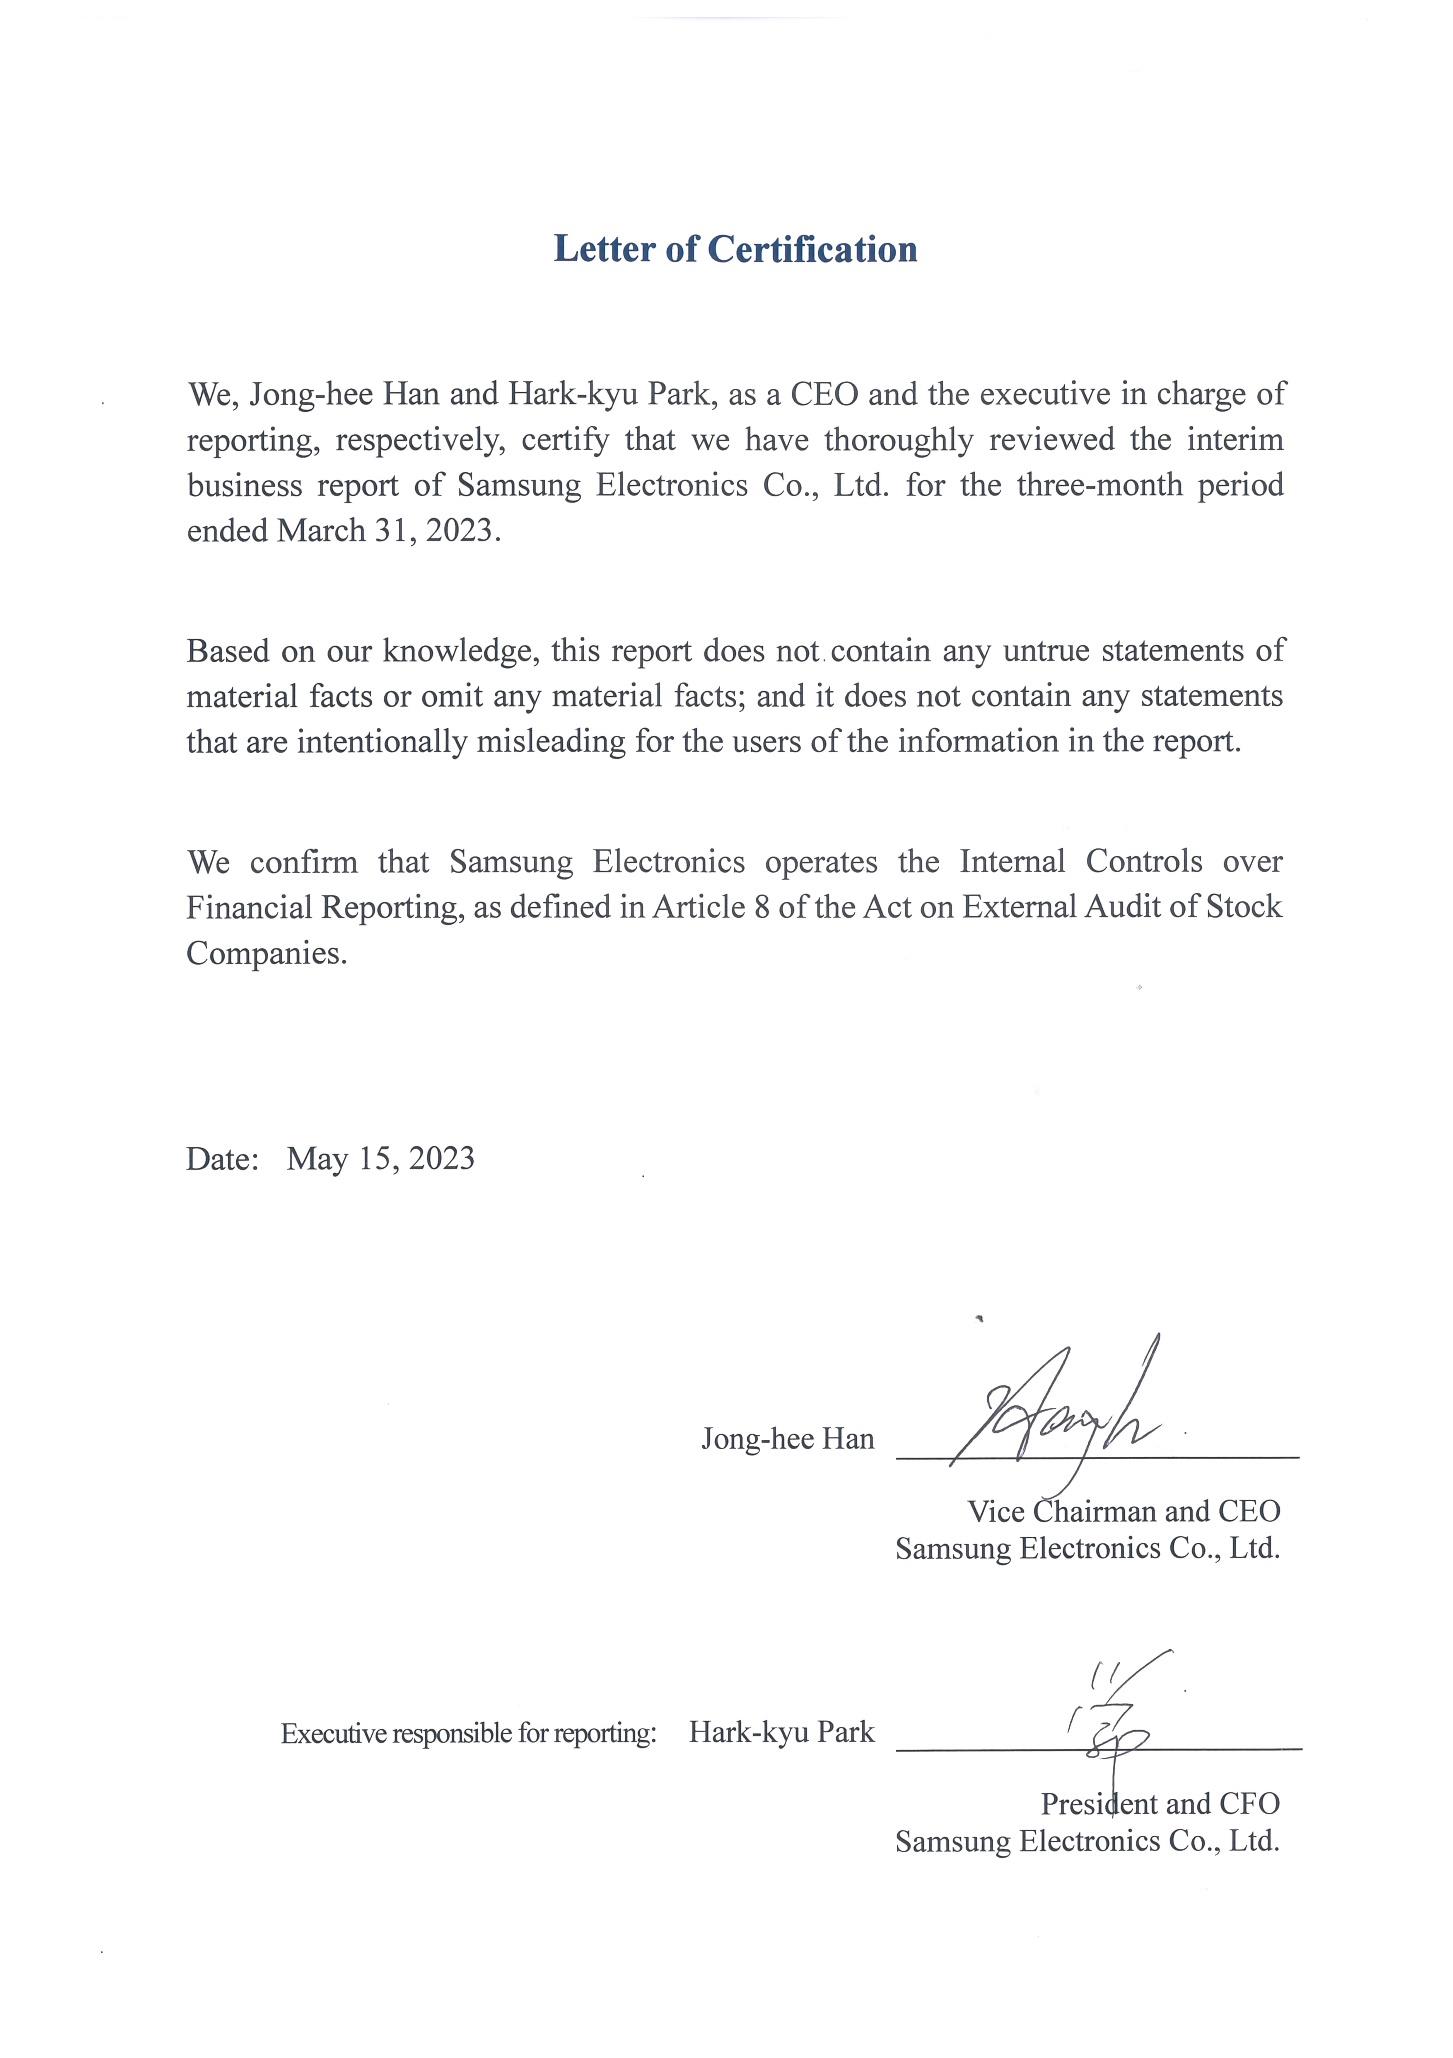 Letter of Certification
We, Jong-hee Han and Hark-kyu Park, as a CEO and the executive in charge of
reporting, respectively, certify that we have thoroughly reviewed the interim
business report of Samsung Electronics Co., Ltd. for the three-month period
ended March 31, 2023.
Based on our knowledge, this report does not contain any untrue statements of
material facts or omit any material facts; and it does not contain any statements
that are intentionally misleading for the users of the information in the report.
We confirm that Samsung Electronics operates the Internal Controls over
Financial Reporting, as defined in Article 8 of the Act on External Audit of Stock
Companies.
Date: May 15, 2023
Jong-hee Han
Vice Chairman and CEO
Samsung Electronics Co., Ltd.
Executive responsible for reporting: Hark-kyu Park
President and CFO
Samsung Electronics Co., Ltd.